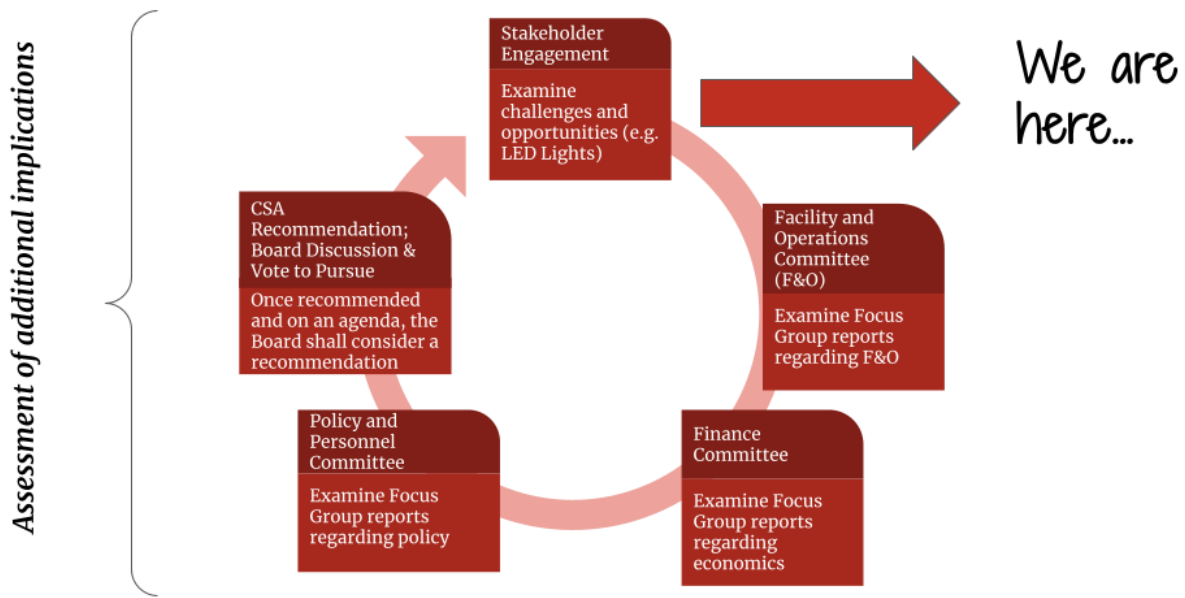 Assessment of additional implications
Stakeholder
Engagement
Examine
challenges and
opportunities (e.g.
LED Lights)
We are
here...
Facility and
Operations
Committee
(F&O)
Examine Focus
Group reports
regarding F&O
Finance
Committee
Examine Focus
Group reports
regarding
economics
Policy and
Personnel
Committee
Examine Focus
Group reports
regarding policy
CSA
Recommendation;
Board Discussion &
Vote to Pursue
Once recommended
and on an agenda, the
Board shall consider a
recommendation